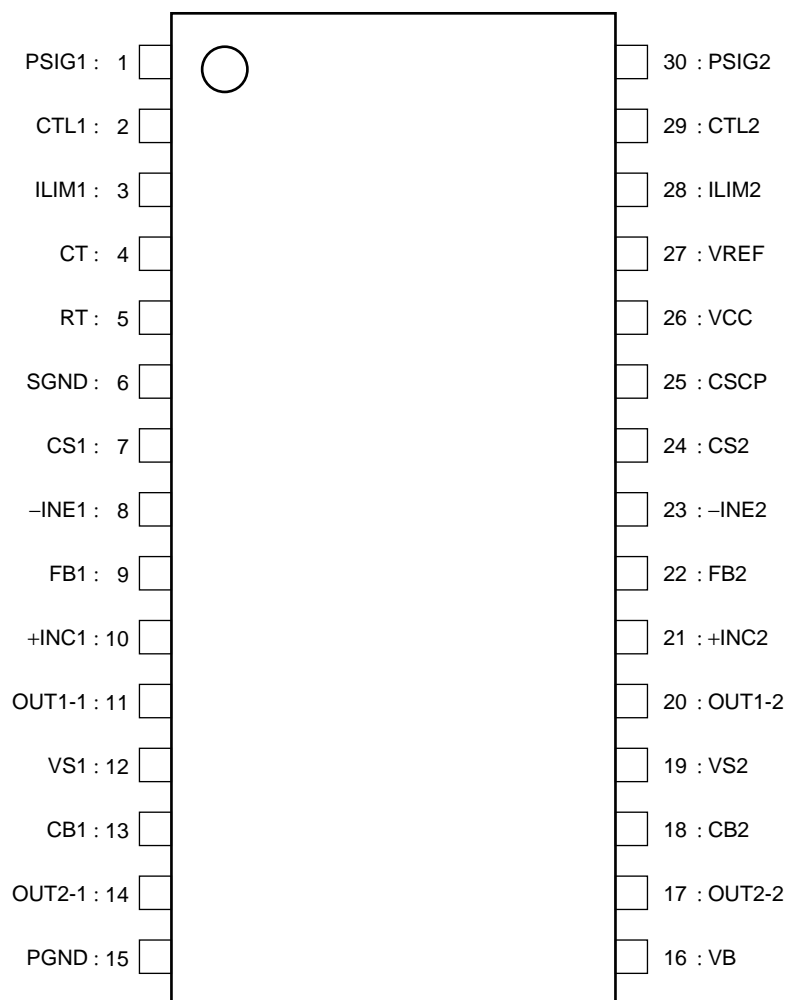 PSIG1 : 1
30 : PSIG2
CTL1 : 2
29 : CTL2
ILIM1 : 3
28 : ILIM2
CT : 4
27 : VREF
RT : 5
26 : VCC
SGND : 6
25 : CSCP
CS1 : 7
24 : CS2
−INE1 : 8
23 : −INE2
FB1 : 9
22 : FB2
+INC1 : 10
21 : +INC2
OUT1-1 : 11
20 : OUT1-2
VS1 : 12
19 : VS2
CB1 : 13
18 : CB2
OUT2-1 : 14
17 : OUT2-2
PGND : 15
16 : VB